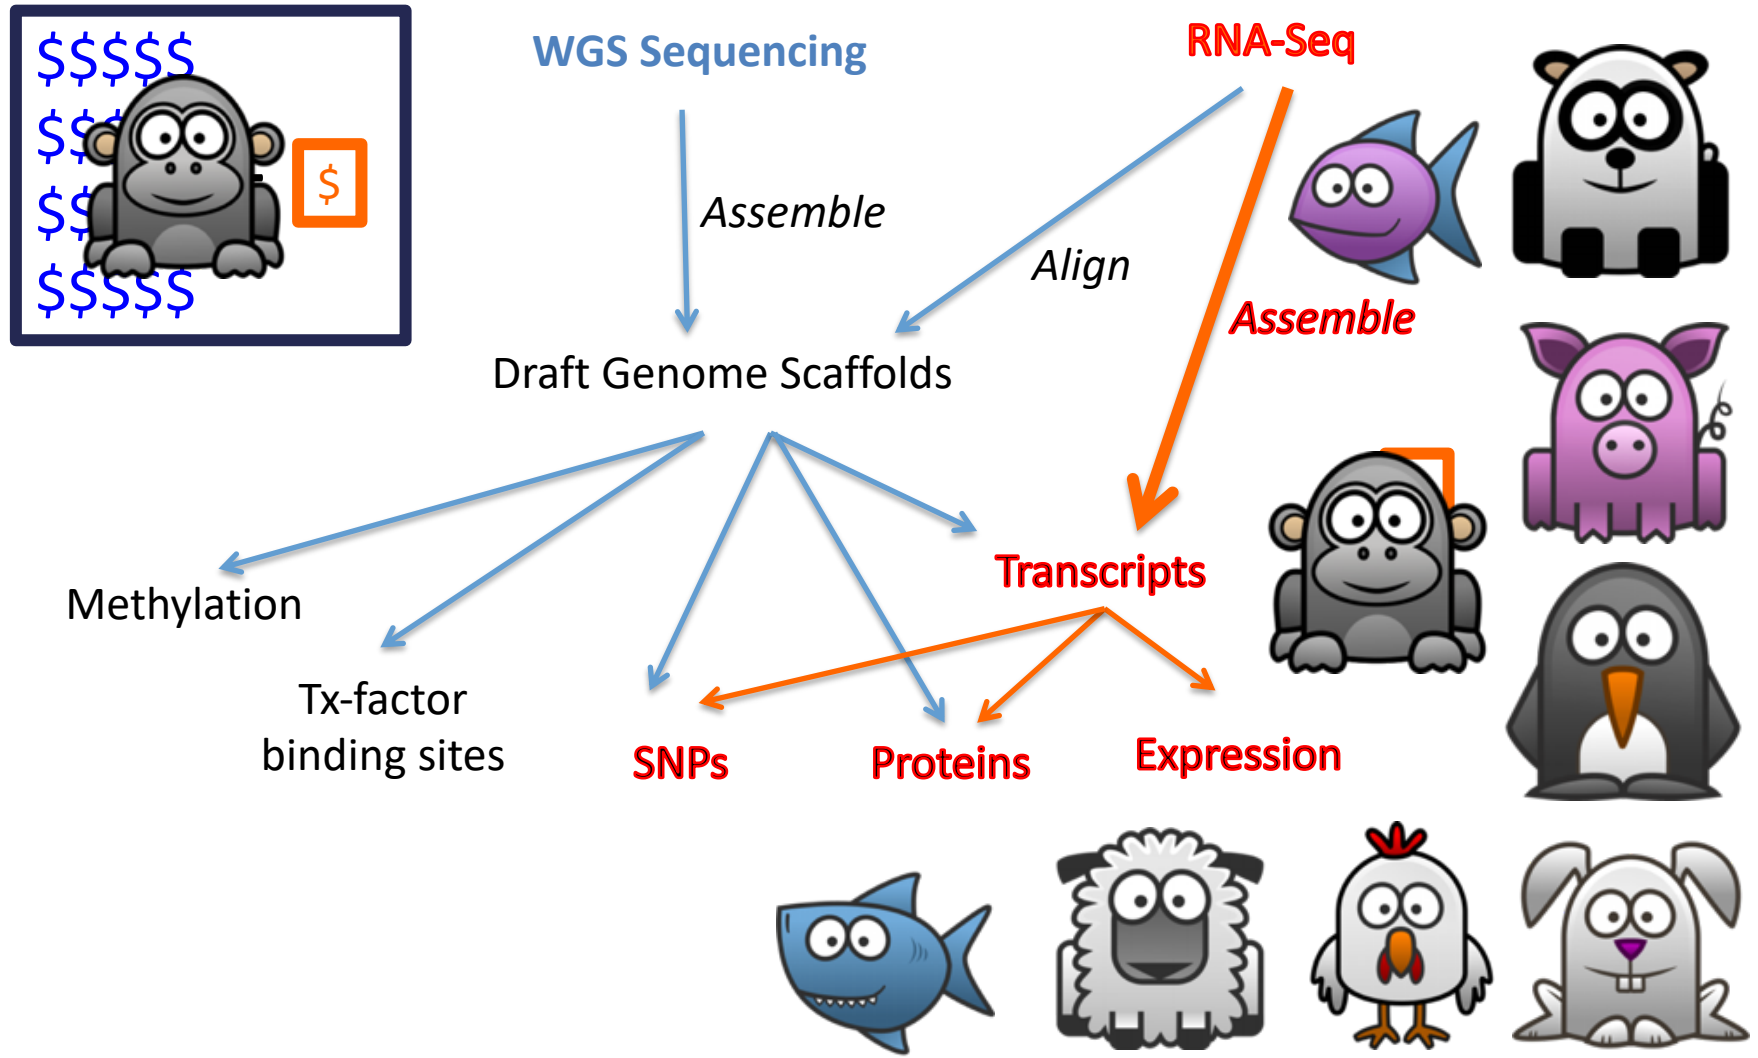 $$$$$
$$
$
$$
$$$$$
WGS Sequencing
RNA-Seq
Assemble
Align
Assemble
Draft Genome Scaffolds
Transcripts
Methylation
Tx-factor
binding sites
SNPs
Proteins
Expression